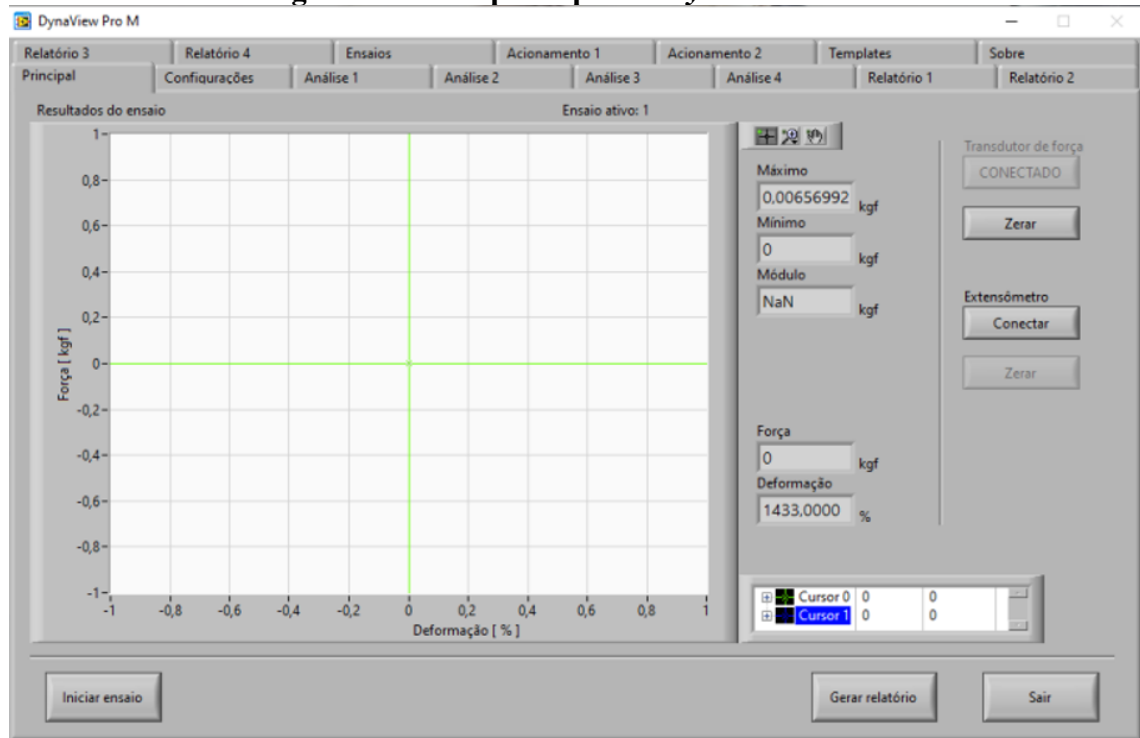 DynaView Pro M
Relatório 3 Relatório 4 Ensaios Acionamento 1 Acionamento 2 Templates Sobre
Principal Configurações Análise 1 Análise 2 Análise 3 Análise 4 Relatório 1 Relatório 2
Resultados do ensaio Ensaio ativo: 1
Força [ kgf ]
1
0,8
0,6
0,4
0,2
0
-0,2
-0,4
-0,6
-0,8
-1
-1 -0,8 -0,6 -0,4 -0,2 0 0,2 0,4 0,6 0,8 1
Deformação [ % ]
Máximo
0,00656992 kgf
Mínimo
0 kgf
Módulo
NaN kgf
Força
0 kgf
Deformação
1433,0000 %
Transdutor de força
CONECTADO
Zerar
Extensômetro
Conectar
Zerar
Cursor 0 0 0
Cursor 1 0 0
Iniciar ensaio Gerar relatório Sair